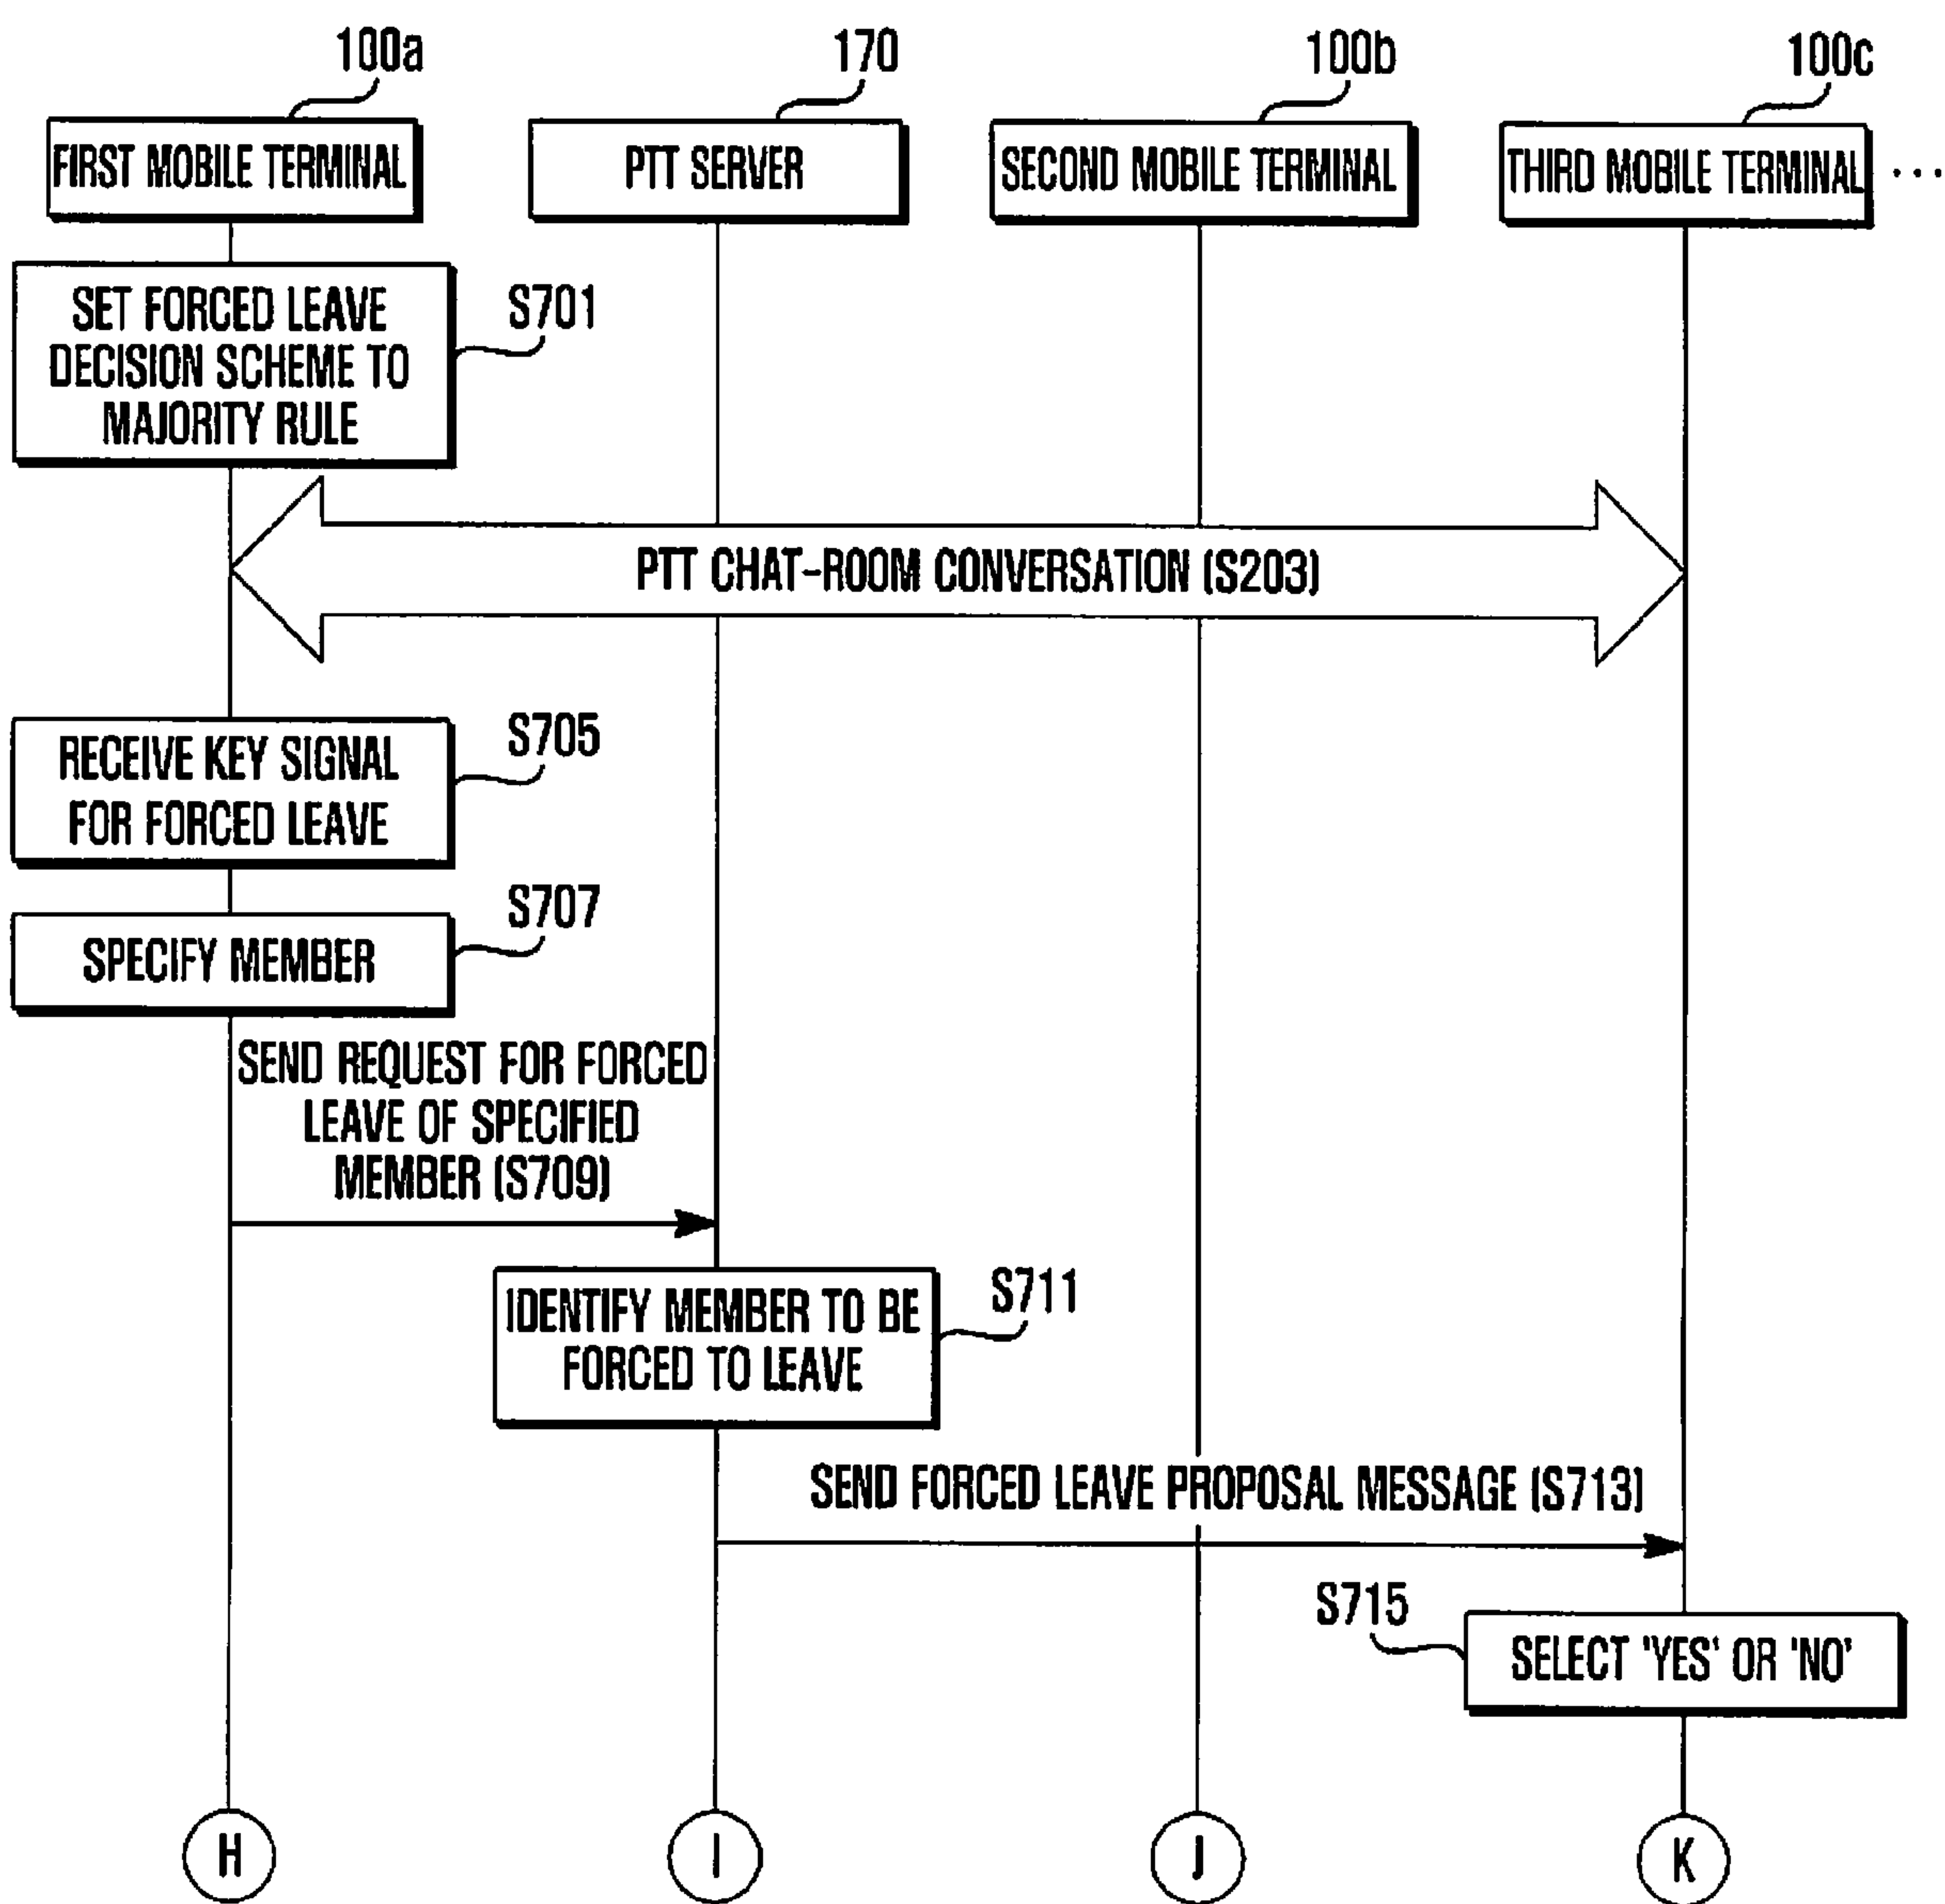 100a
170
100b
100c
FIRST MOBILE TERMINAL
PTT SERVER
SECOND MOBILE TERMINAL
THIRD MOBILE TERMINAL ...
SET FORCED LEAVE
DECISION SCHEME TO
MAJORITY RULE
S701
PTT CHAT-ROOM CONVERSATION (S203)
RECEIVE KEY SIGNAL
FOR FORCED LEAVE
S705
SPECIFY MEMBER
S707
SEND REQUEST FOR FORCED
LEAVE OF SPECIFIED
MEMBER (S709)
IDENTIFY MEMBER TO BE
FORCED TO LEAVE
S711
SEND FORCED LEAVE PROPOSAL MESSAGE (S713)
S715
SELECT 'YES' OR 'NO'
H
I
J
K